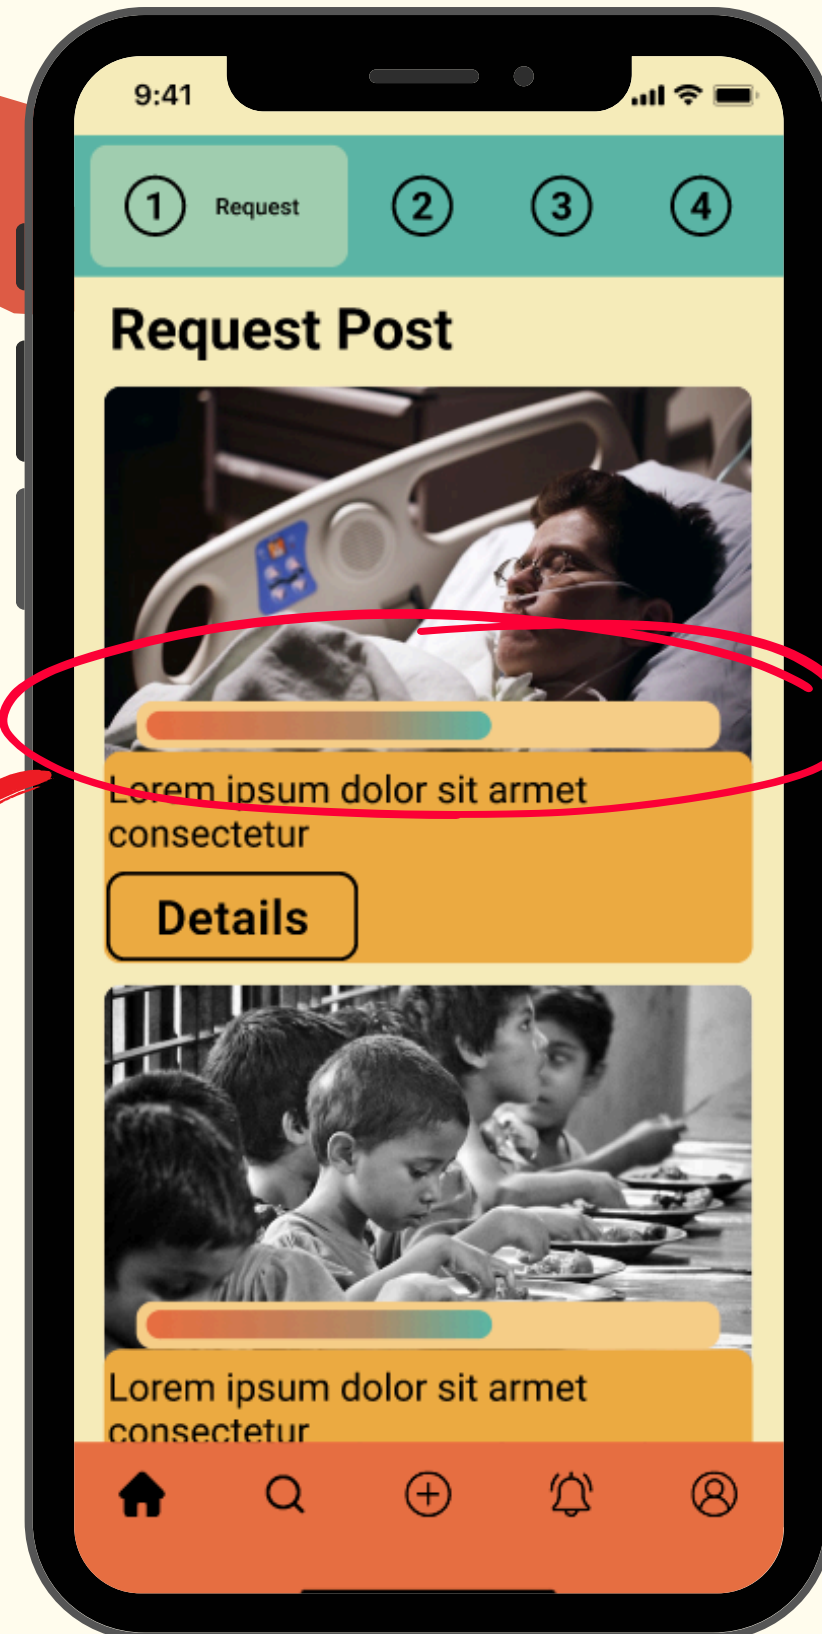 9:41
1 Request 2 3 4
Request Post
Lorem ipsum dolor sit armet
consectetur
Details
Lorem ipsum dolor sit armet
consectetur